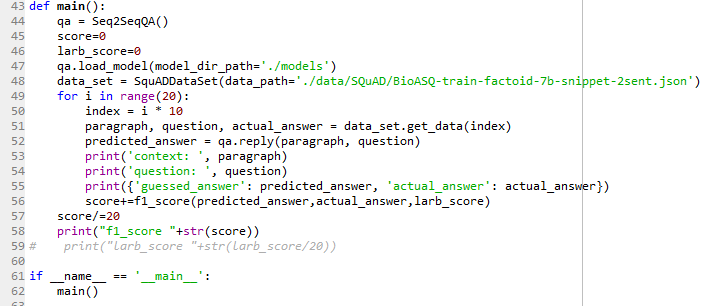 43 def main():
44     qa = Seq2SeqQA()
45     score=0
46     larb_score=0
47     qa.load_model(model_dir_path='./models')
48     data_set = SquADDataSet(data_path='./data/SQuAD/BioASQ-train-factoid-7b-snippet-2sent.json')
49     for i in range(20):
50         index = i * 10
51         paragraph, question, actual_answer = data_set.get_data(index)
52         predicted_answer = qa.reply(paragraph, question)
53         print('context: ', paragraph)
54         print('question: ', question)
55         print({'guessed_answer': predicted_answer, 'actual_answer': actual_answer})
56         score+=f1_score(predicted_answer,actual_answer,larb_score)
57     score/=20
58     print("f1_score "+str(score))
59 #    print("larb_score "+str(larb_score/20))
60
61 if __name__ == '__main__':
62     main()